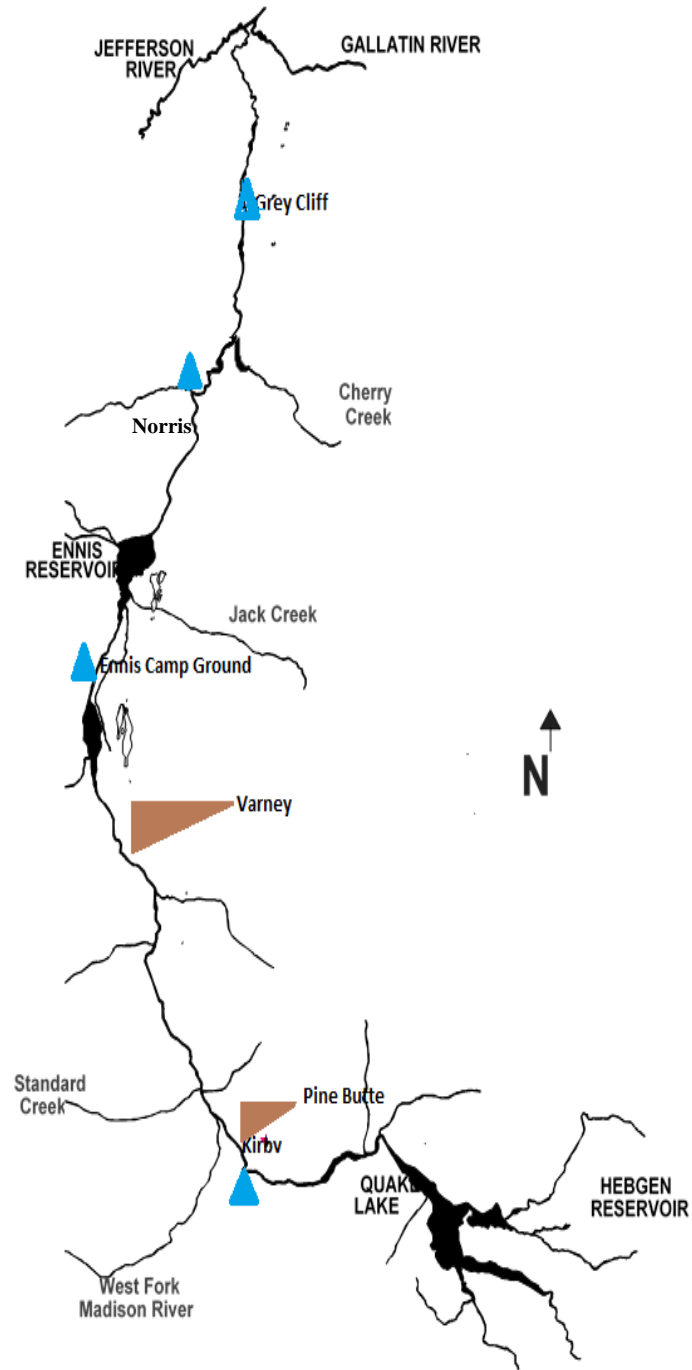 JEFFERSON
RIVER
GALLATIN RIVER
Grey Cliff
Cherry
Creek
Norris
ENNIS
RESERVOIR
Jack Creek
Ennis Camp Ground
N
Varney
Standard
Creek
Pine Butte
Kirby
QUAKE
LAKE
HEBGEN
RESERVOIR
West Fork
Madison River